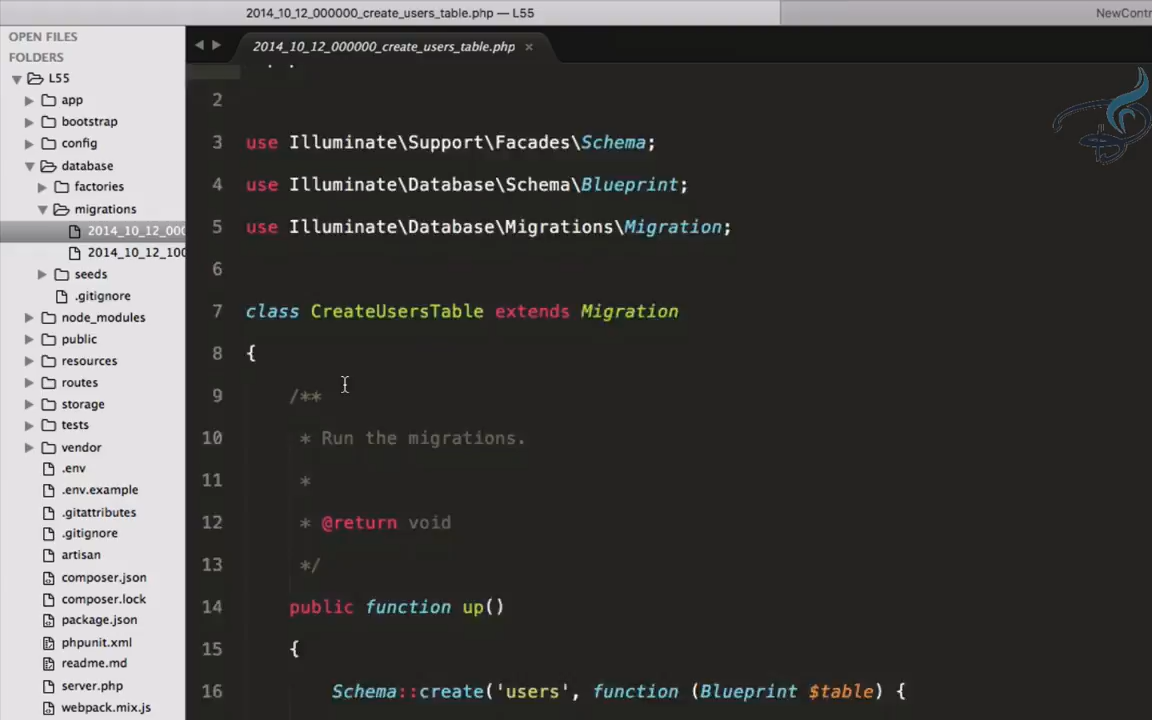 2014_10_12_000000_create_users_table.php — L55
NewContr
OPEN FILES
FOLDERS
L55
app
bootstrap
config
database
factories
migrations
2014_10_12_000
2014_10_12_100
seeds
.gitignore
node_modules
public
resources
routes
storage
tests
vendor
.env
.env.example
.gitattributes
.gitignore
artisan
composer.json
composer.lock
package.json
phpunit.xml
readme.md
server.php
webpack.mix.js
2014_10_12_000000_create_users_table.php ×
2
3 use Illuminate\Support\Facades\Schema;
4 use Illuminate\Database\Schema\Blueprint;
5 use Illuminate\Database\Migrations\Migration;
6
7 class CreateUsersTable extends Migration
8 {
9 /**
10 * Run the migrations.
11 *
12 * @return void
13 */
14 public function up()
15 {
16 Schema::create('users', function (Blueprint $table) {